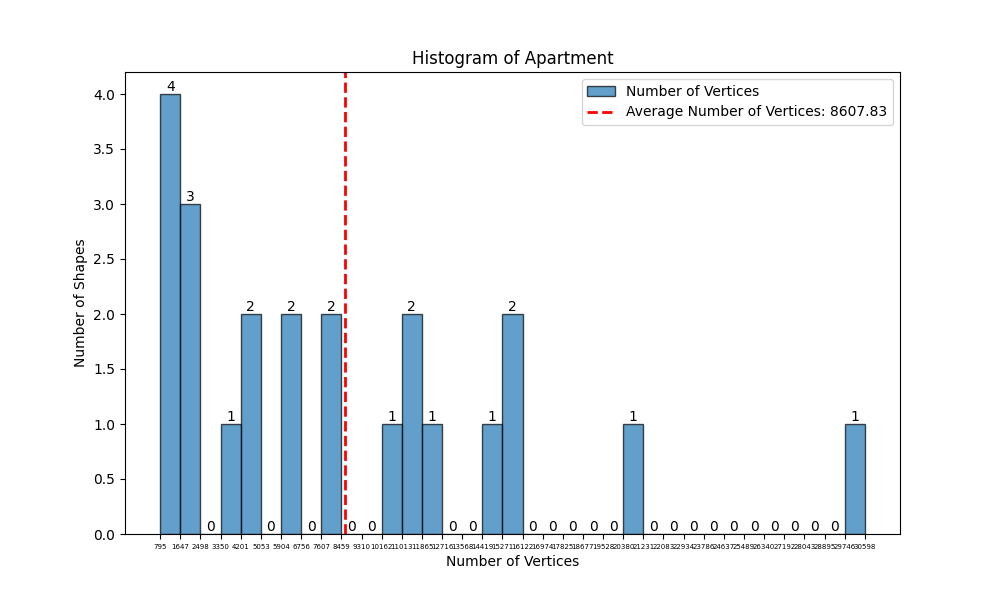 Histogram of Apartment
Number of Vertices
Average Number of Vertices: 8607.83
Number of Shapes
4.0
3.5
3.0
2.5
2.0
1.5
1.0
0.5
0.0
4 3 0 1 2 0 2 0 2 0 0 1 2 1 0 0 1 2 0 0 0 0 0 1 0 0 0 0 0 0 0 0 0 0 1
795 1647 2498 3350 4201 5053 5904 6756 7607 8459 9310 10162 11013 11865 12716 13568 14419 15271 16122 16974 17825 18677 19528 20380 21231 22083 22934 23786 24637 25489 26340 27192 28043 28895 29746 30598
Number of Vertices